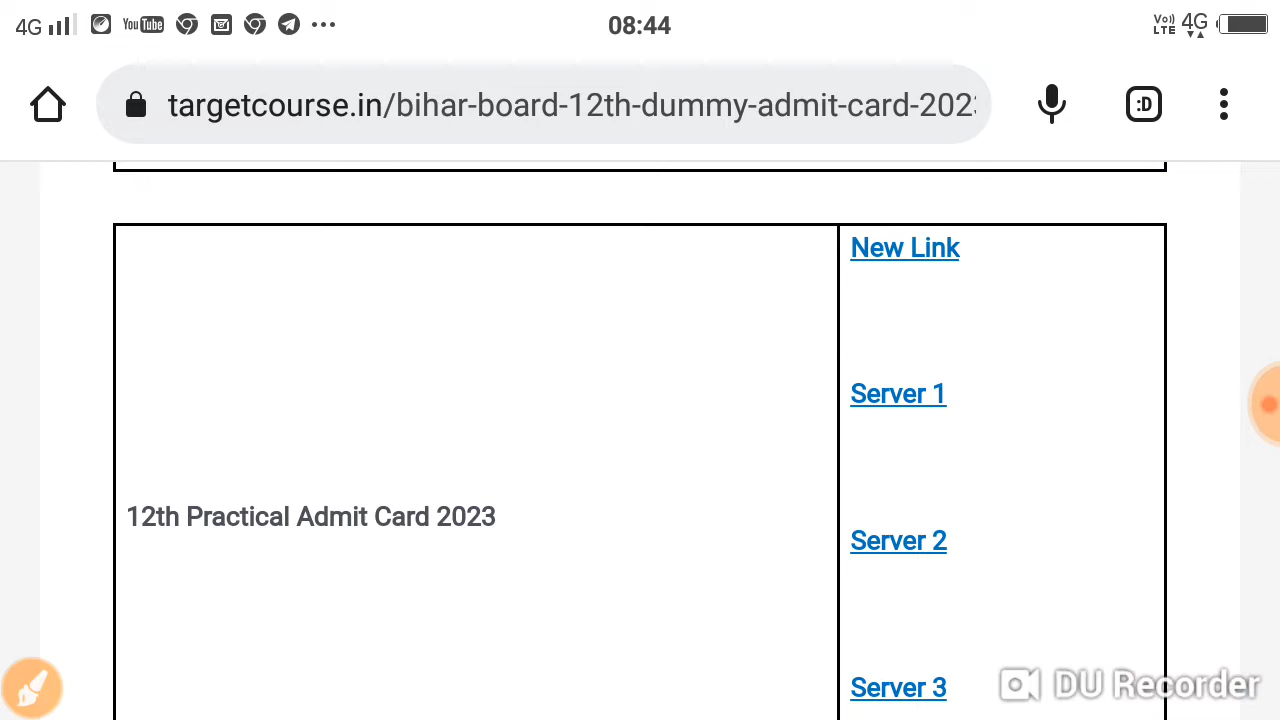 4G YouTube 08:44 Vo)) LTE 4G
targetcourse.in/bihar-board-12th-dummy-admit-card-202
:D
New Link
Server 1
12th Practical Admit Card 2023
Server 2
Server 3
DU Recorder